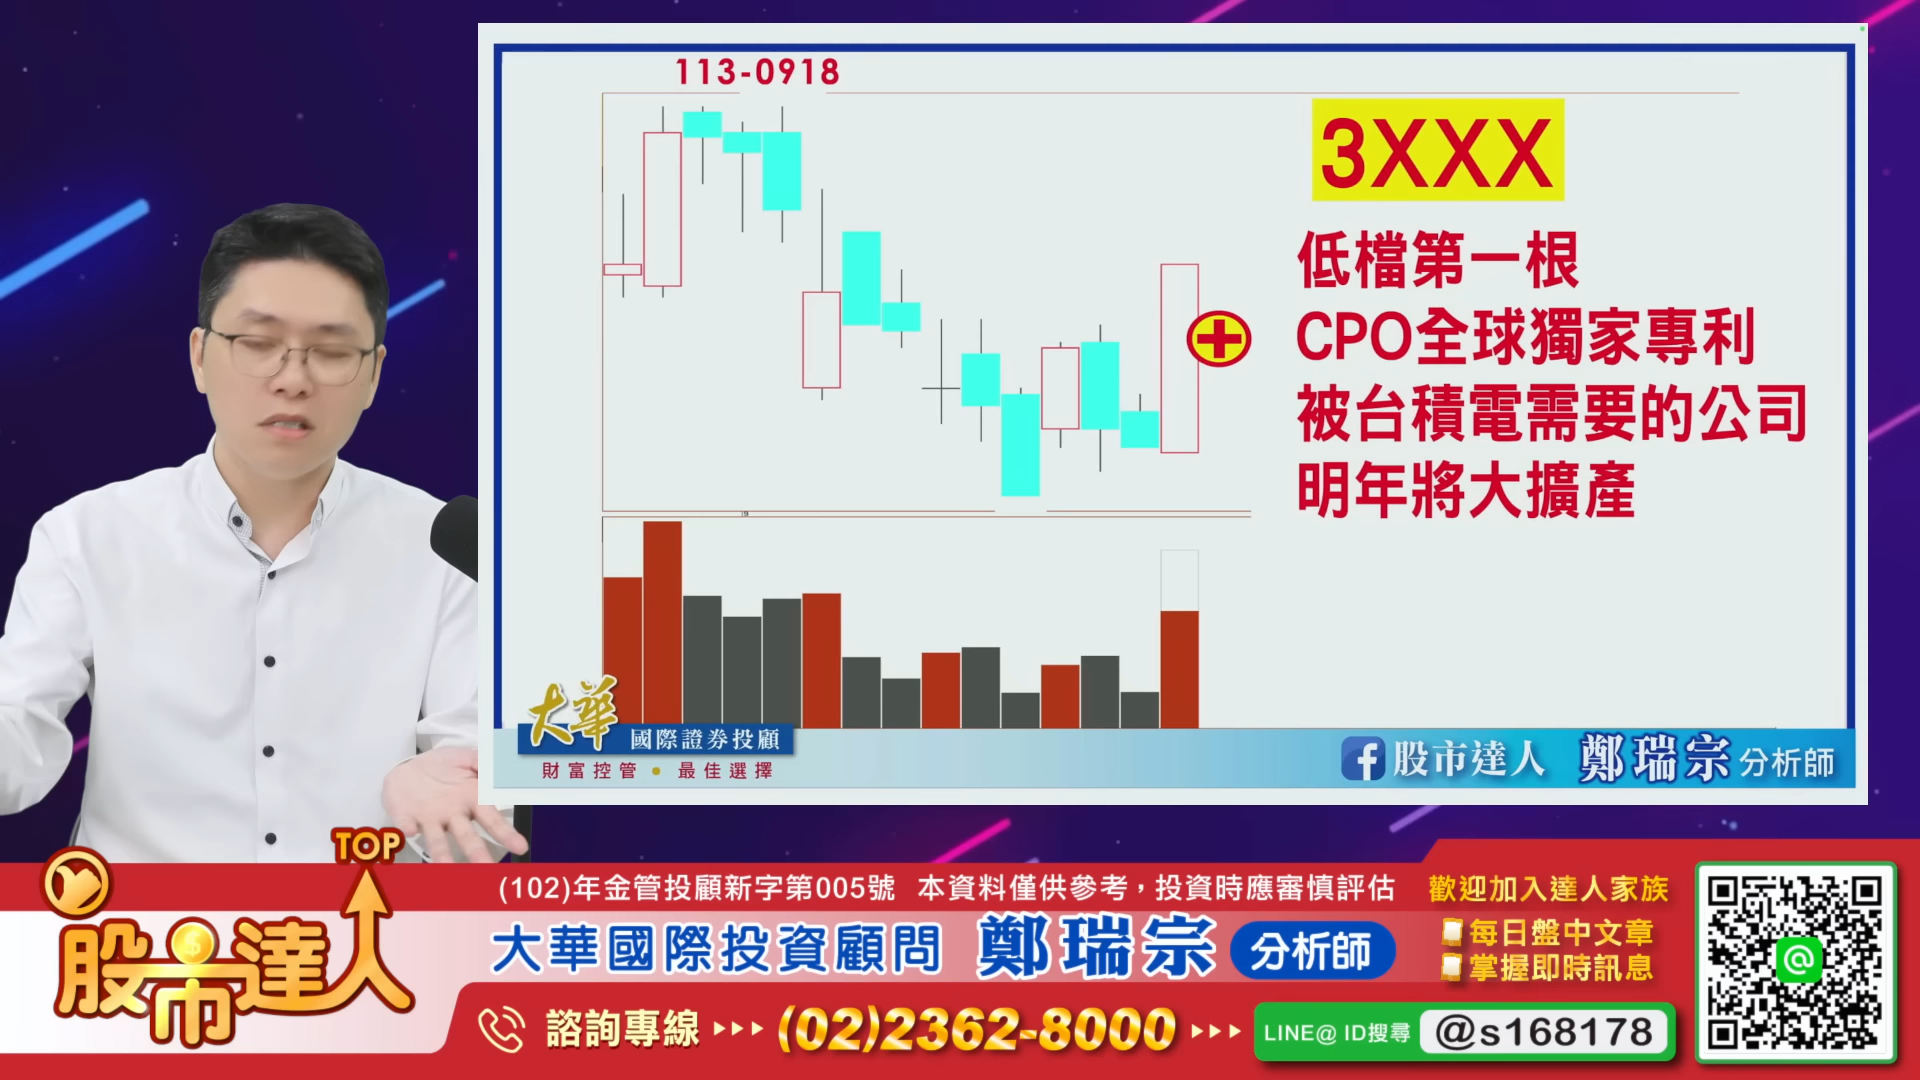 113-0918
3XXX
低檔第一根
CPO全球獨家專利
被台積電需要的公司
明年將大擴產
9
大華
國際證券投顧
財富控管 • 最佳選擇
f 股市達人 鄭瑞宗 分析師
TOP
股市達人
(102)年金管投顧新字第005號 本資料僅供參考，投資時應審慎評估
大華國際投資顧問 鄭瑞宗 分析師
諮詢專線 (02)2362-8000
歡迎加入達人家族
每日盤中文章
掌握即時訊息
LINE@ ID搜尋 @s168178
@